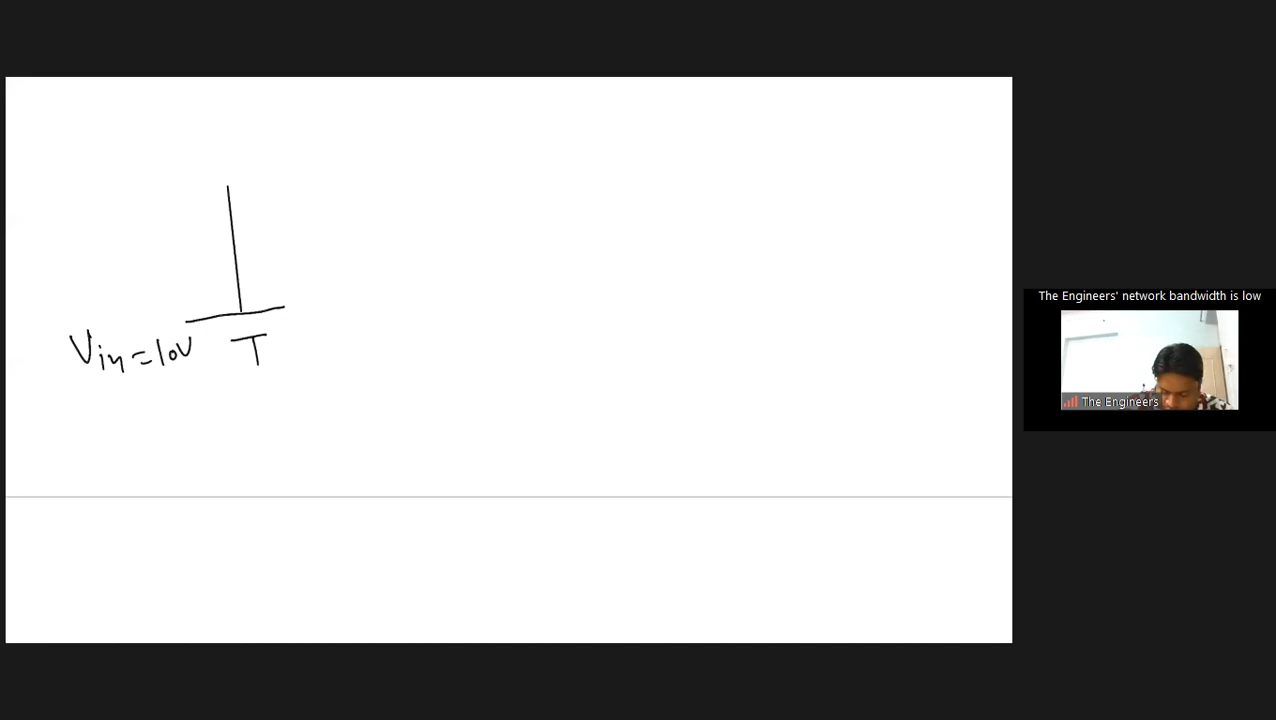 The Engineers' network bandwidth is low
Vin=10V T
The Engineers